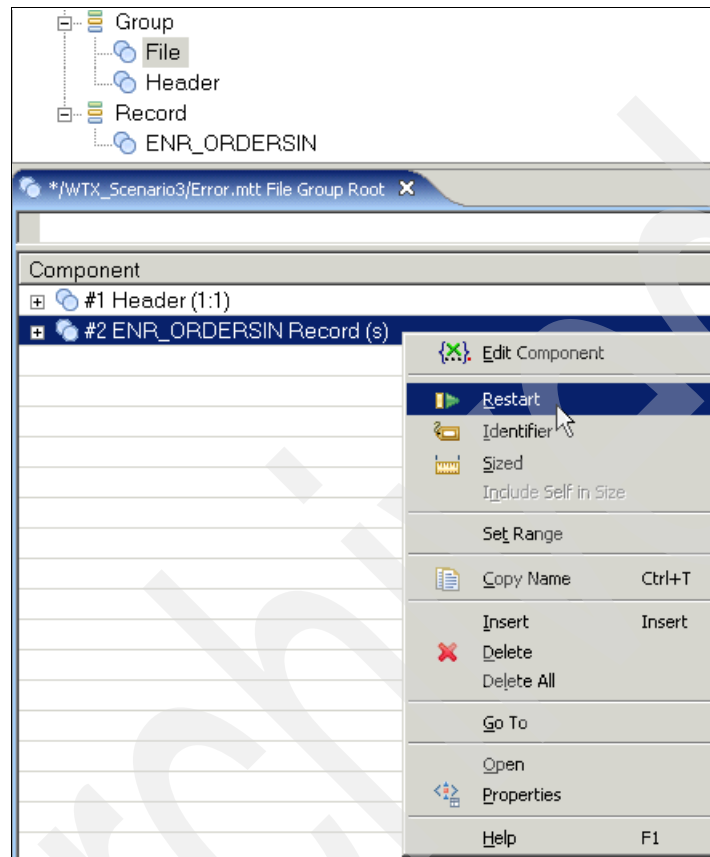 Group
File
Header
Record
ENR_ORDERSIN
*/WTX_Scenario3/Error.mtt File Group Root
Component
#1 Header (1:1)
#2 ENR_ORDERSIN Record (s)
Edit Component
Restart
Identifier
Sized
Include Self in Size
Set Range
Copy Name Ctrl+T
Insert Insert
Delete
Delete All
Go To
Open
Properties
Help F1